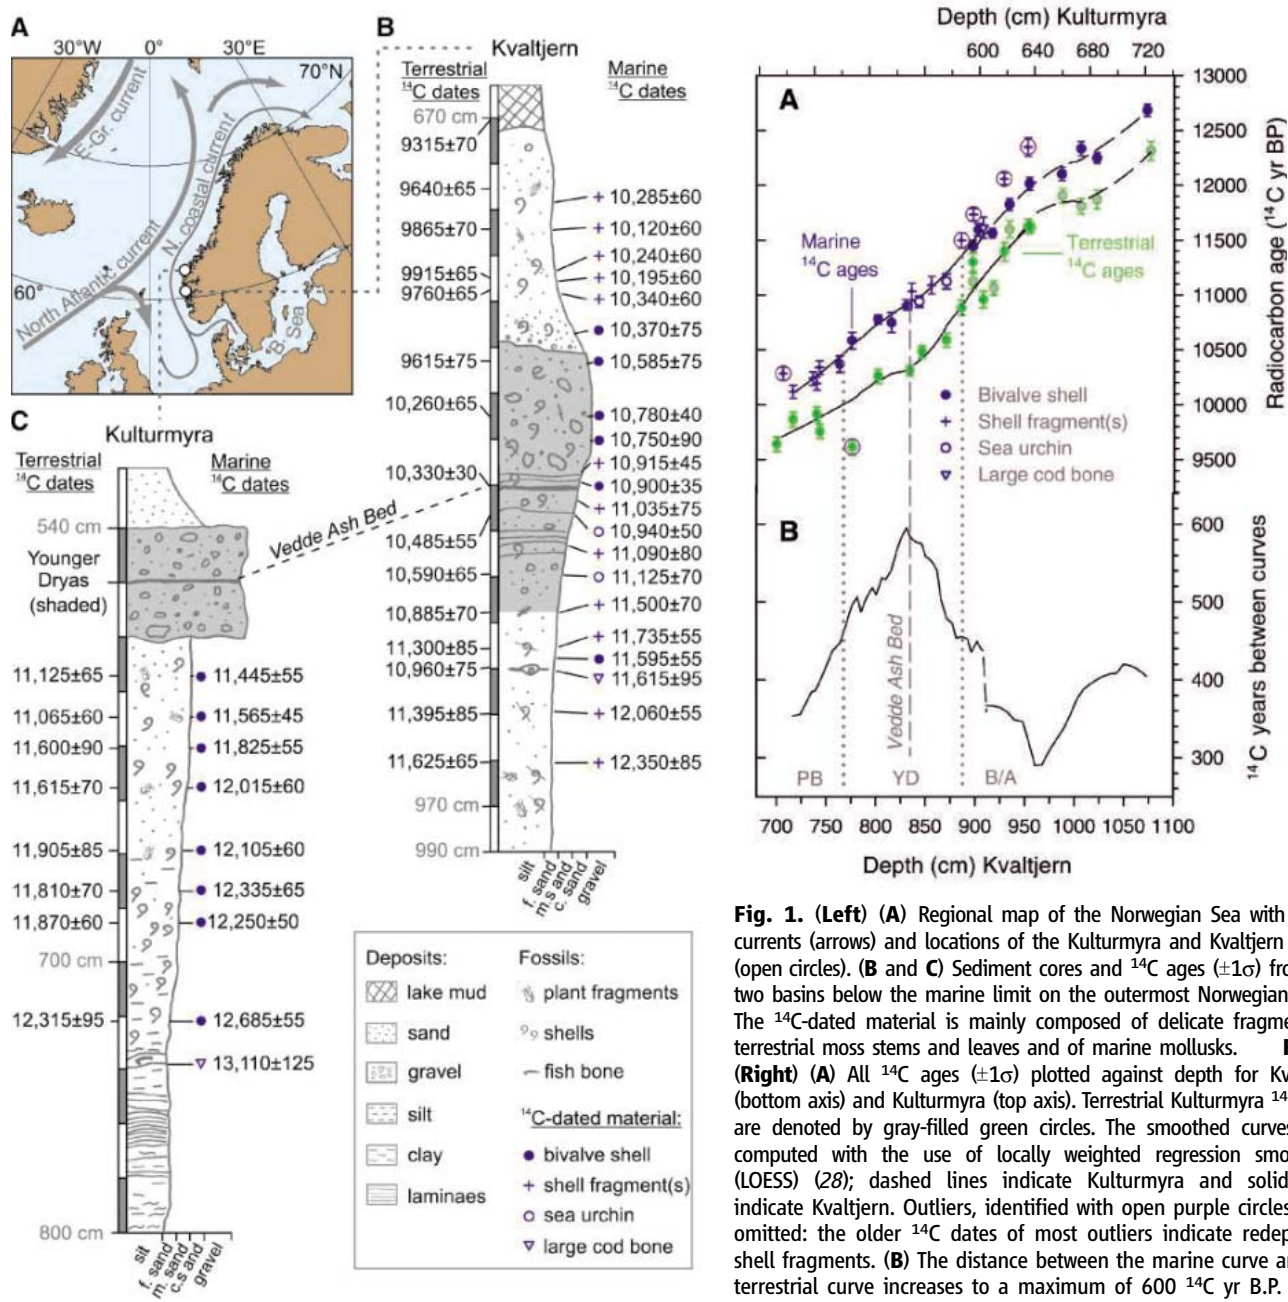 A
30°W 0° 30°E
70°N
E-Gr. current
N. coastal current
North Atlantic current
60°
B-Sea
B
Kvaltjern
Terrestrial Marine
¹⁴C dates ¹⁴C dates
670 cm
9315±70
9640±65
10,285±60
9865±70
10,120±60
10,240±60
9915±65
10,195±60
9760±65
10,340±60
10,370±75
9615±75
10,585±75
10,260±65
10,780±40
10,750±90
10,915±45
10,330±30
10,900±35
11,035±75
10,940±50
10,485±55
11,090±80
10,590±65
11,125±70
11,500±70
10,885±70
11,735±55
11,300±85
11,595±55
10,960±75
11,615±95
11,395±85
12,060±55
11,625±65
12,350±85
970 cm
990 cm
silt
f. sand
m.s and
c. sand
gravel
C
Kulturmyra
Terrestrial Marine
¹⁴C dates ¹⁴C dates
540 cm
Younger
Dryas
(shaded)
Vedde Ash Bed
11,125±65 11,445±55
11,065±60 11,565±45
11,600±90 11,825±55
11,615±70 12,015±60
11,905±85 12,105±60
11,810±70 12,335±65
11,870±60 12,250±50
700 cm
12,315±95 12,685±55
13,110±125
800 cm
silt
f. sand
m. sand
c.s and
gravel
Deposits: Fossils:
lake mud plant fragments
sand shells
gravel fish bone
silt ¹⁴C-dated material:
clay bivalve shell
laminaes shell fragment(s)
sea urchin
large cod bone
Depth (cm) Kulturmyra
600 640 680 720
A
13000
12500
12000
11500
11000
10500
10000
9500
Radiocarbon age (¹⁴C yr BP)
Marine
¹⁴C ages
Terrestrial
¹⁴C ages
Bivalve shell
Shell fragment(s)
Sea urchin
Large cod bone
B
600
500
400
300
¹⁴C years between curves
Vedde Ash Bed
PB YD B/A
700 750 800 850 900 950 1000 1050 1100
Depth (cm) Kvaltjern
Fig. 1. (Left) (A) Regional map of the Norwegian Sea with
currents (arrows) and locations of the Kulturmyra and Kvaltjern
(open circles). (B and C) Sediment cores and ¹⁴C ages (±1σ) fro
two basins below the marine limit on the outermost Norwegian
The ¹⁴C-dated material is mainly composed of delicate fragme
terrestrial moss stems and leaves and of marine mollusks.
(Right) (A) All ¹⁴C ages (±1σ) plotted against depth for Kv
(bottom axis) and Kulturmyra (top axis). Terrestrial Kulturmyra ¹⁴
are denoted by gray-filled green circles. The smoothed curves
computed with the use of locally weighted regression smo
(LOESS) (28); dashed lines indicate Kulturmyra and solid
indicate Kvaltjern. Outliers, identified with open purple circles
omitted: the older ¹⁴C dates of most outliers indicate redep
shell fragments. (B) The distance between the marine curve an
terrestrial curve increases to a maximum of 600 ¹⁴C yr B.P.